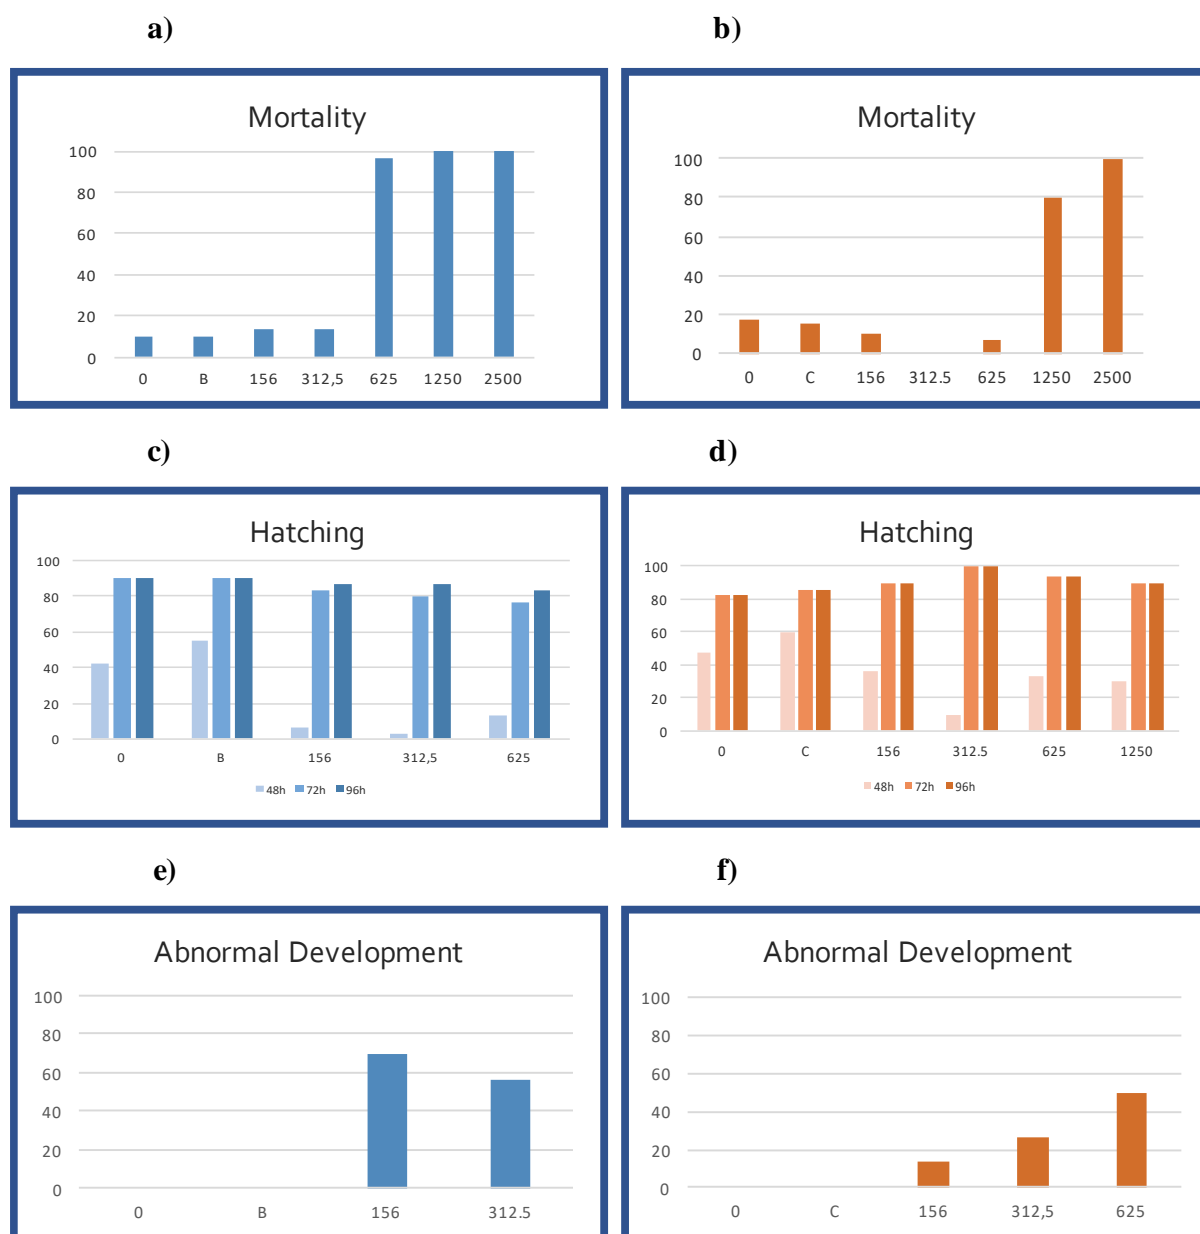 a)
b)
Mortality
100
80
60
40
20
0
0 B 156 312,5 625 1250 2500
Mortality
100
80
60
40
20
0
0 C 156 312.5 625 1250 2500
c)
d)
Hatching
100
80
60
40
20
0
0 B 156 312,5 625
48h 72h 96h
Hatching
100
80
60
40
20
0
0 C 156 312.5 625 1250
48h 72h 96h
e)
f)
Abnormal Development
100
80
60
40
20
0
0 B 156 312.5
Abnormal Development
100
80
60
40
20
0
0 C 156 312,5 625